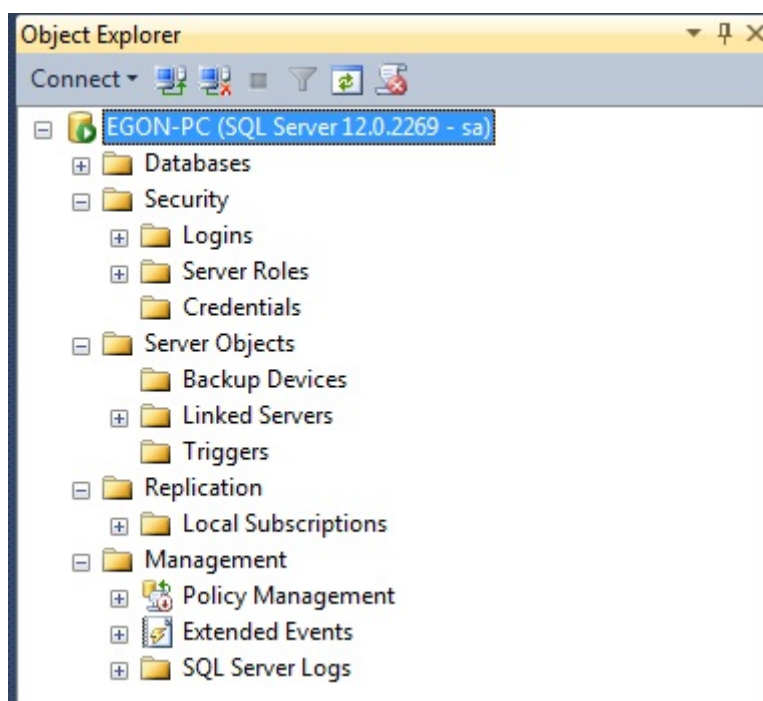 Object Explorer
Connect
EGON-PC (SQL Server 12.0.2269 - sa)
Databases
Security
Logins
Server Roles
Credentials
Server Objects
Backup Devices
Linked Servers
Triggers
Replication
Local Subscriptions
Management
Policy Management
Extended Events
SQL Server Logs